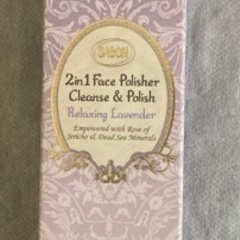 SABON
2in1 Face Polisher
Cleanse & Polish
Relaxing Lavender
Empowered with Rose of
Jericho & Dead Sea Minerals